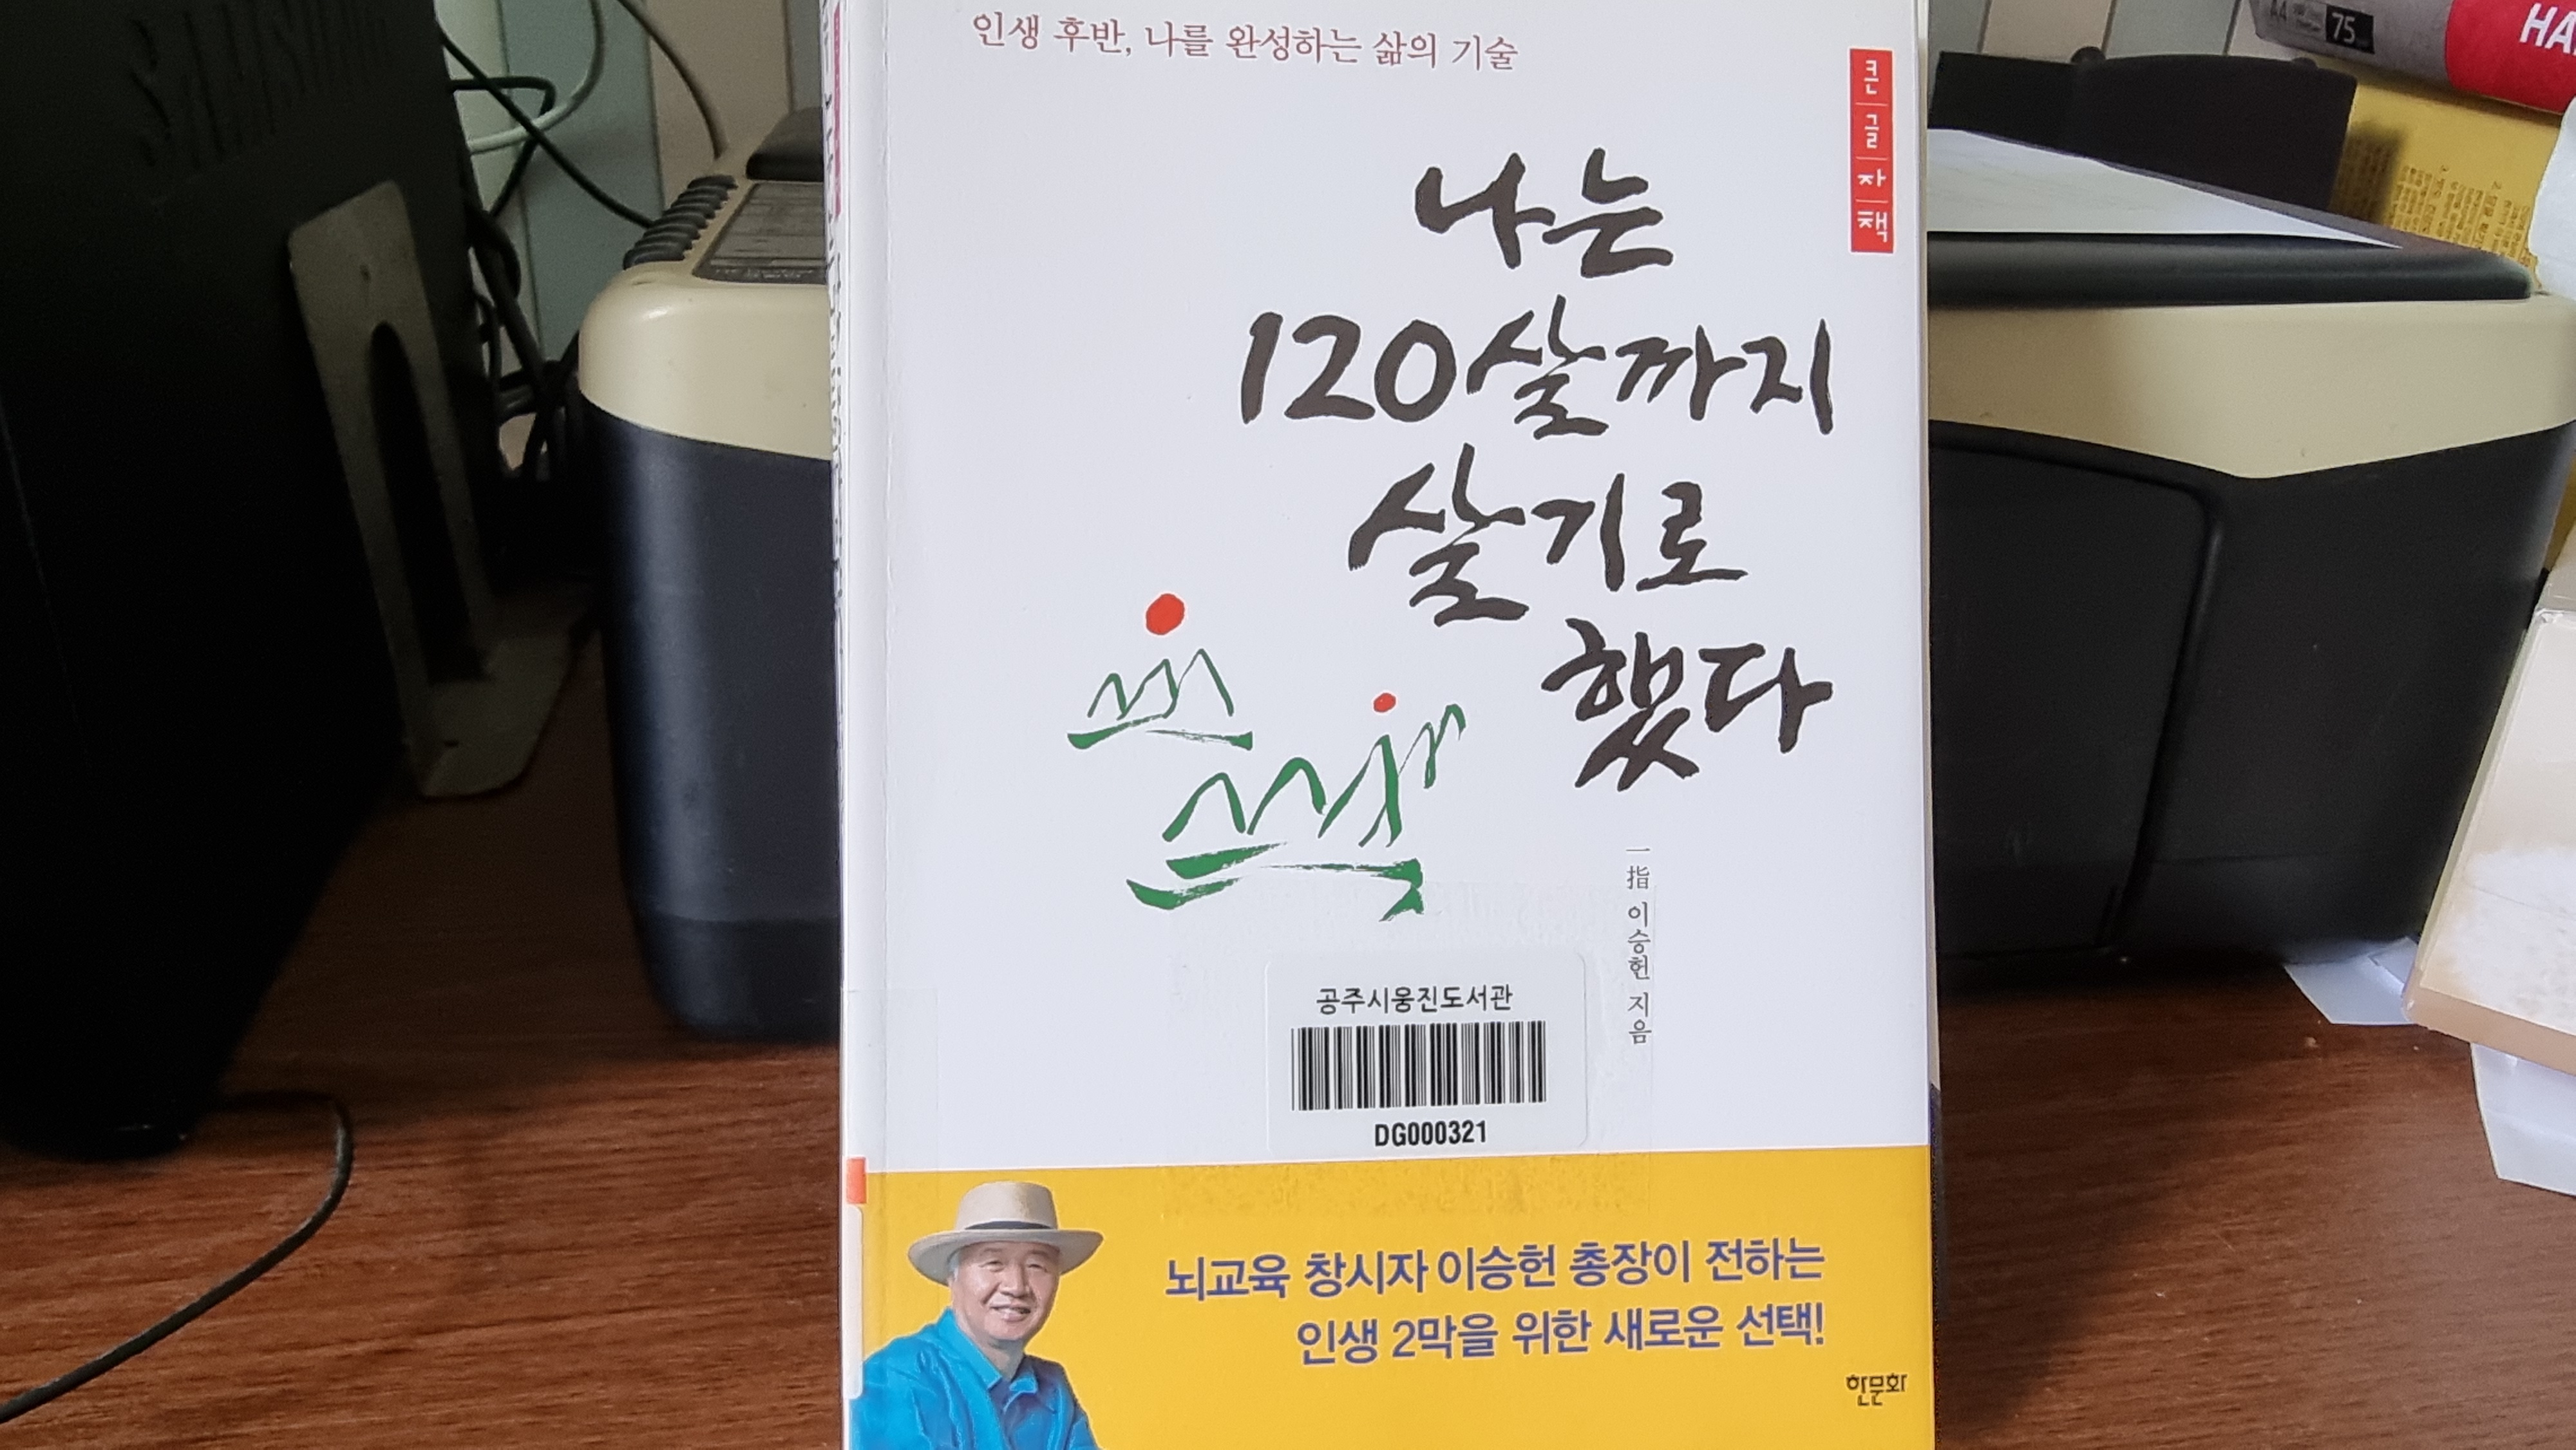 SAMSUNG
인생 후반, 나를 완성하는 삶의 기술
큰글자책
나는
120살까지
살기로
했다
一指 이승헌 지음
공주시웅진도서관
DG000321
뇌교육 창시자 이승헌 총장이 전하는
인생 2막을 위한 새로운 선택!
한문화
A4
75
HA